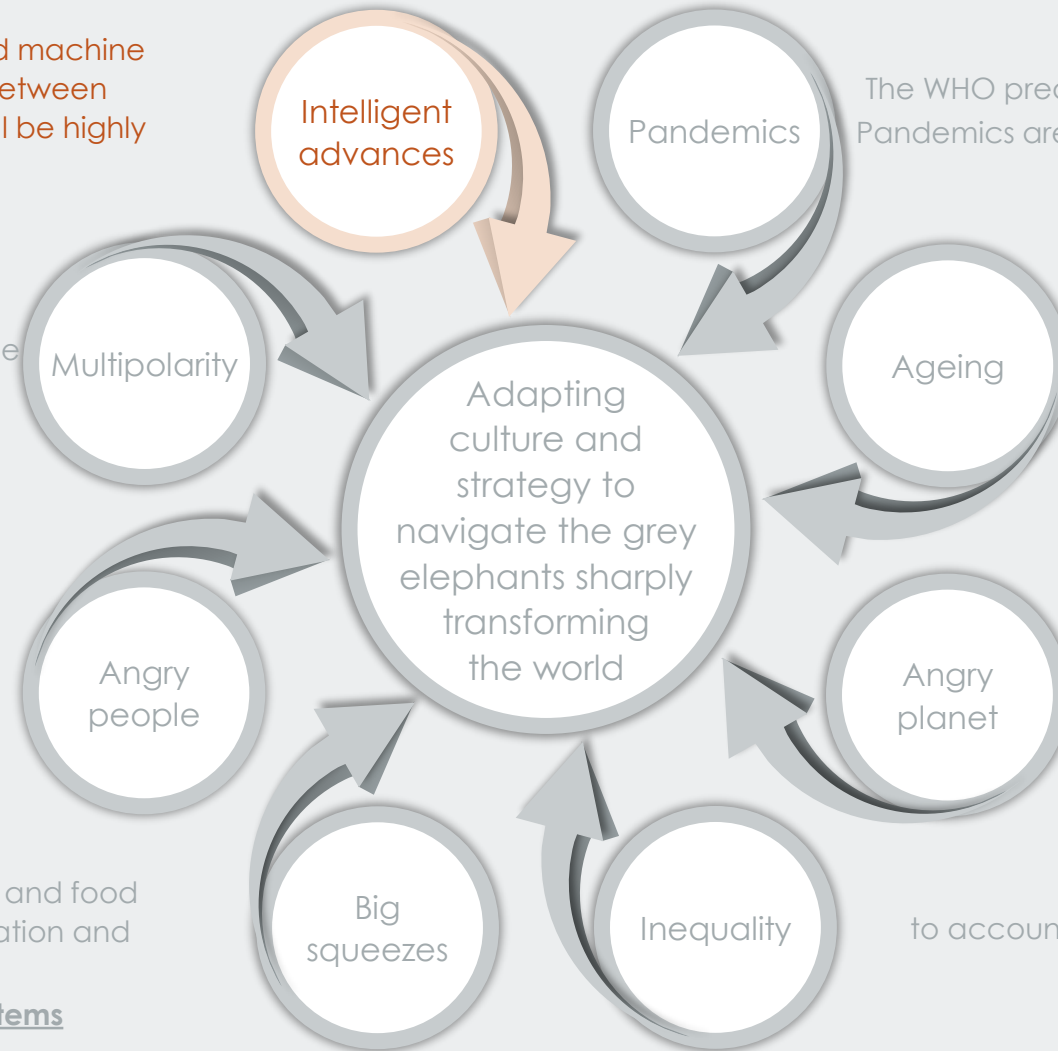 d machine
etween
l be highly
Intelligent
advances
Pandemics
The WHO pred
Pandemics are
Multipolarity
e
Ageing
Adapting
culture and
strategy to
navigate the grey
elephants sharply
transforming
the world
Angry
people
Angry
planet
and food
ation and
tems
Big
squeezes
Inequality
to accoun